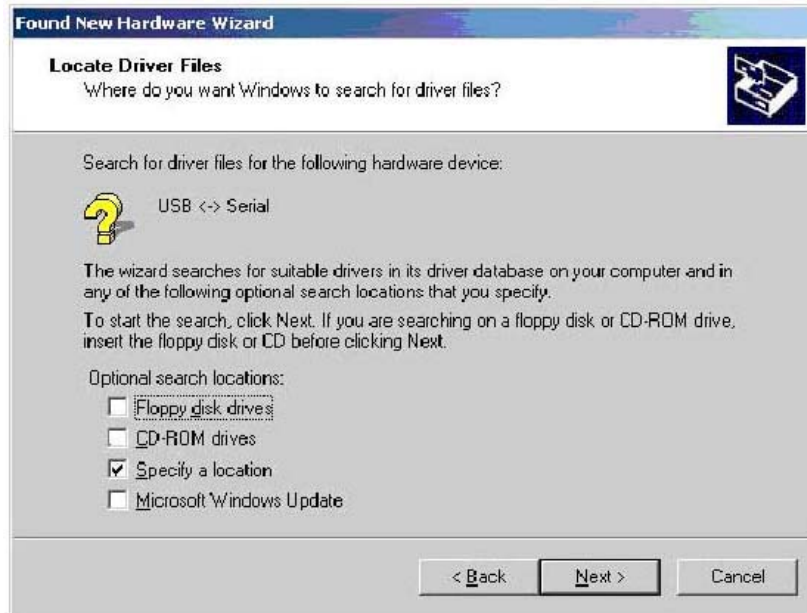 Found New Hardware Wizard
Locate Driver Files
Where do you want Windows to search for driver files?
Search for driver files for the following hardware device:
USB <-> Serial
The wizard searches for suitable drivers in its driver database on your computer and in
any of the following optional search locations that you specify.
To start the search, click Next. If you are searching on a floppy disk or CD-ROM drive,
insert the floppy disk or CD before clicking Next.
Optional search locations:
Floppy disk drives
CD-ROM drives
Specify a location
Microsoft Windows Update
< Back
Next >
Cancel